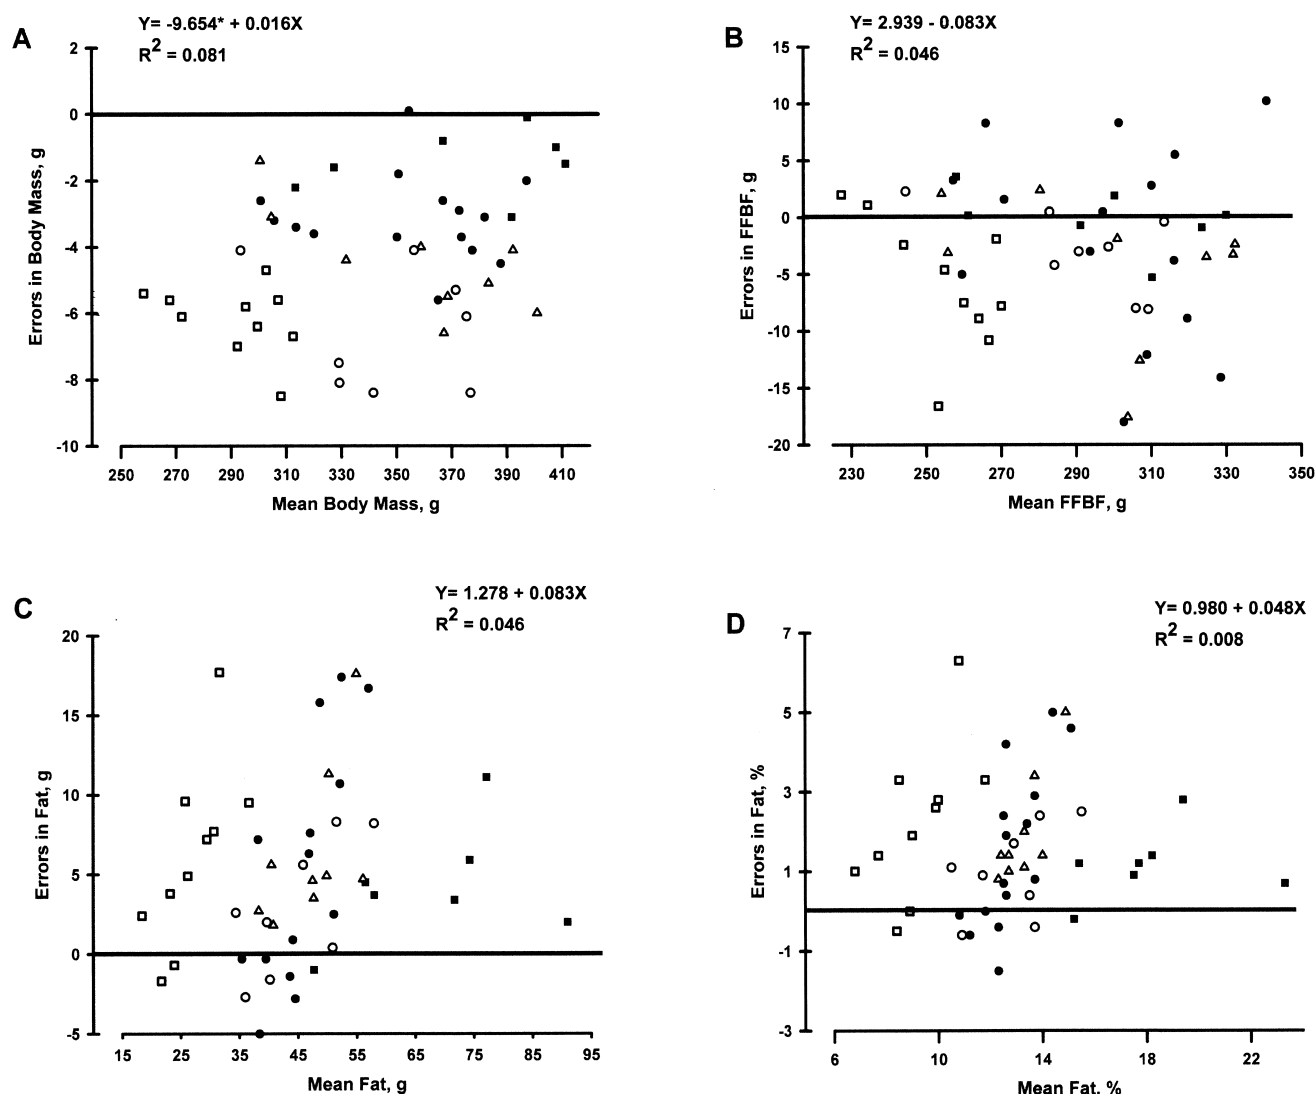 A
Y= -9.654* + 0.016X
R2 = 0.081
2
0
-2
-4
-6
-8
-10
Errors in Body Mass, g
250 270 290 310 330 350 370 390 410
Mean Body Mass, g
B
Y= 2.939 - 0.083X
R2 = 0.046
15
10
5
0
-5
-10
-15
-20
Errors in FFBF, g
230 250 270 290 310 330 350
Mean FFBF, g
C
Y= 1.278 + 0.083X
R2 = 0.046
20
15
10
5
0
-5
Errors in Fat, g
15 25 35 45 55 65 75 85 95
Mean Fat, g
D
Y= 0.980 + 0.048X
R2 = 0.008
7
5
3
1
-1
-3
Errors in Fat, %
6 10 14 18 22
Mean Fat, %